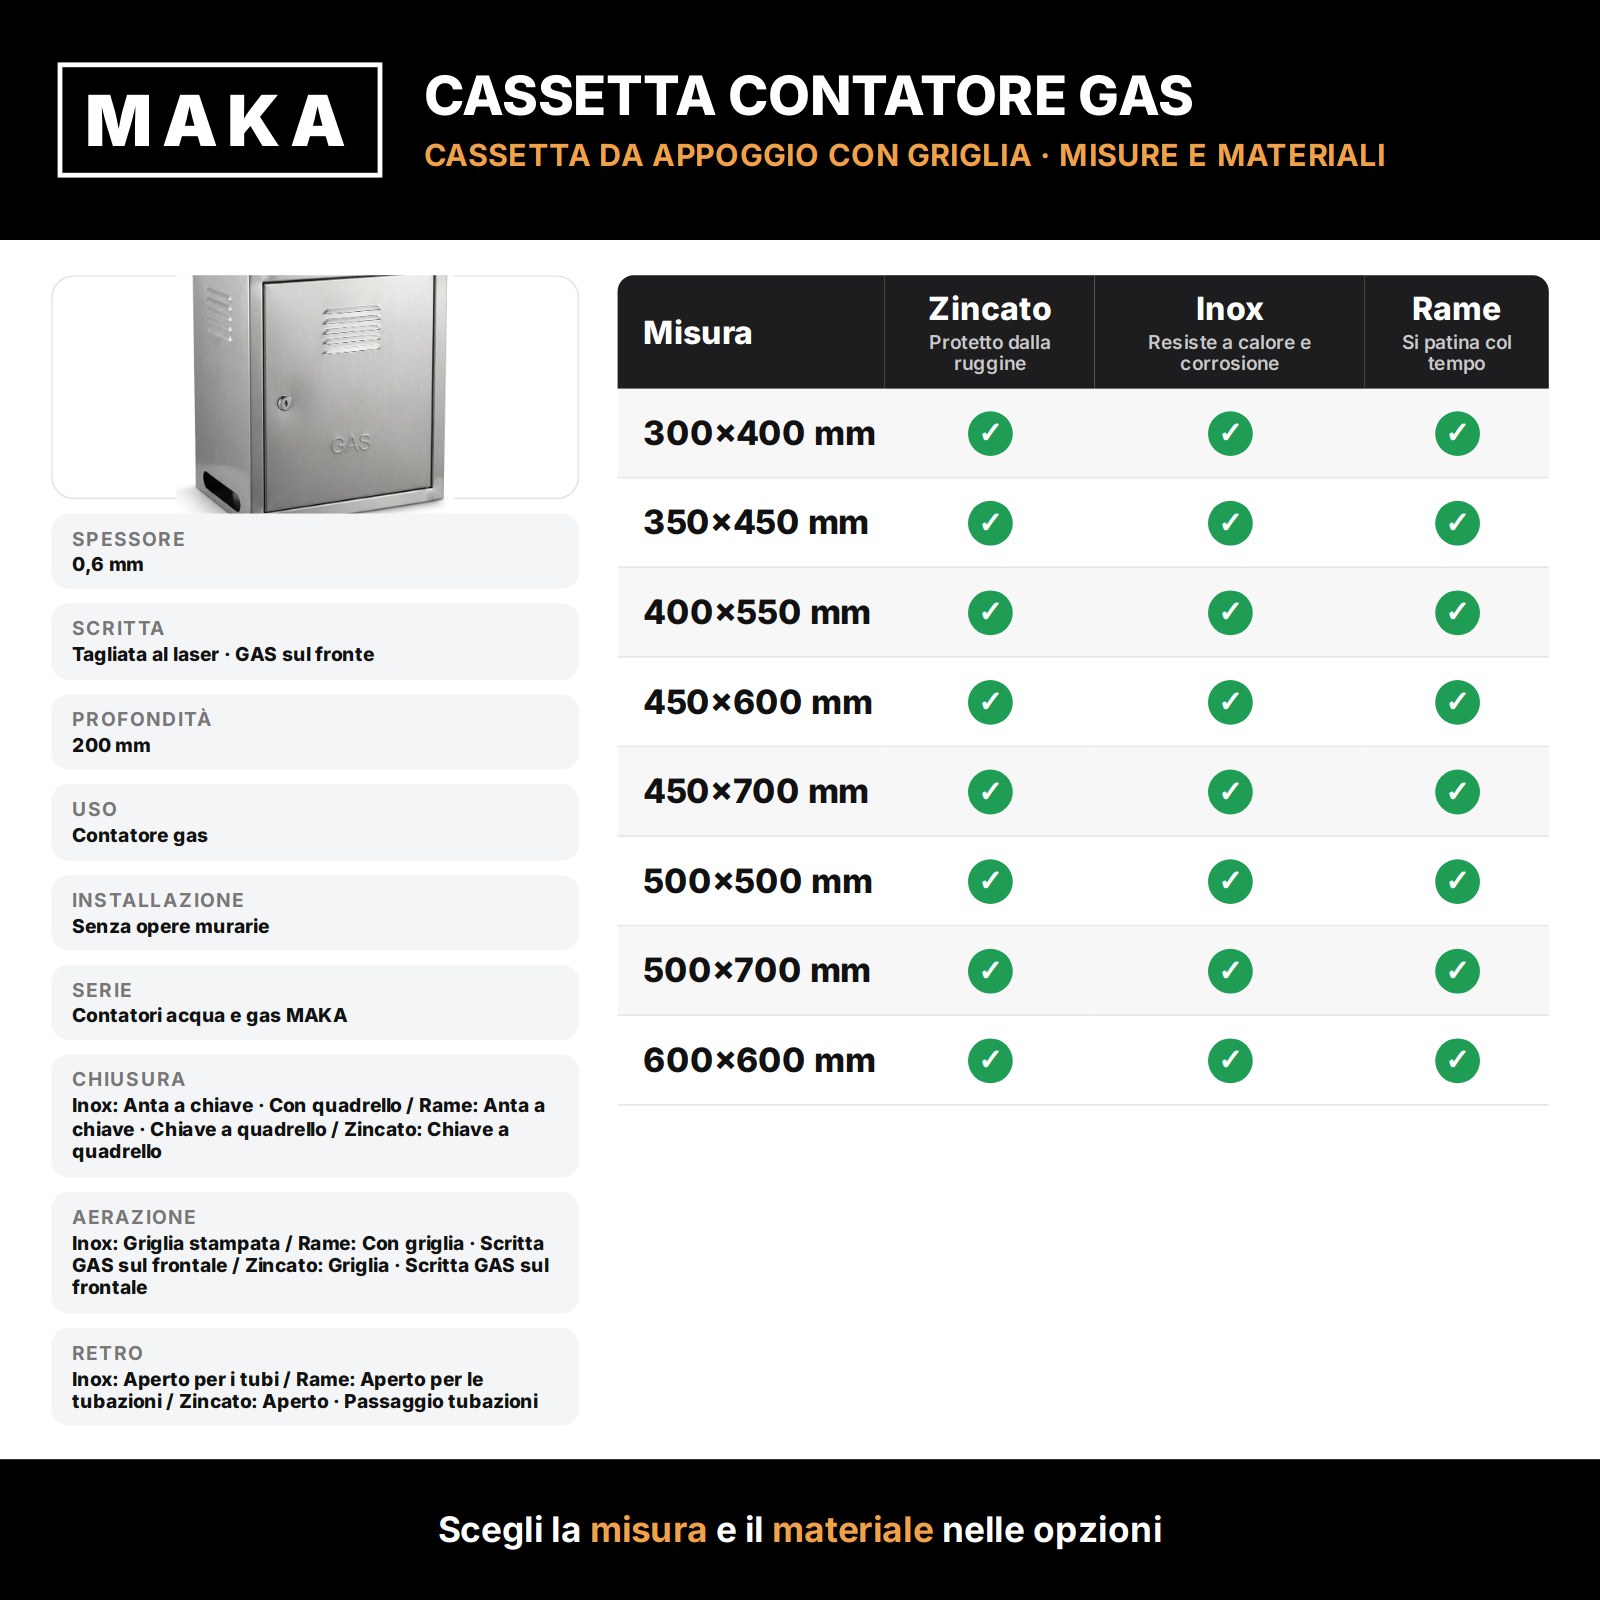 MAKA
CASSETTA CONTATORE GAS
CASSETTA DA APPOGGIO CON GRIGLIA · MISURE E MATERIALI
GAS
SPESSORE
0,6 mm
SCRITTA
Tagliata al laser · GAS sul fronte
PROFONDITÀ
200 mm
USO
Contatore gas
INSTALLAZIONE
Senza opere murarie
SERIE
Contatori acqua e gas MAKA
CHIUSURA
Inox: Anta a chiave · Con quadrello / Rame: Anta a
chiave · Chiave a quadrello / Zincato: Chiave a
quadrello
AERAZIONE
Inox: Griglia stampata / Rame: Con griglia · Scritta
GAS sul frontale / Zincato: Griglia · Scritta GAS sul
frontale
RETRO
Inox: Aperto per i tubi / Rame: Aperto per le
tubazioni / Zincato: Aperto · Passaggio tubazioni
Misura
Zincato
Protetto dalla
ruggine
Inox
Resiste a calore e
corrosione
Rame
Si patina col
tempo
300×400 mm ✓ ✓ ✓
350×450 mm ✓ ✓ ✓
400×550 mm ✓ ✓ ✓
450×600 mm ✓ ✓ ✓
450×700 mm ✓ ✓ ✓
500×500 mm ✓ ✓ ✓
500×700 mm ✓ ✓ ✓
600×600 mm ✓ ✓ ✓
Scegli la misura e il materiale nelle opzioni